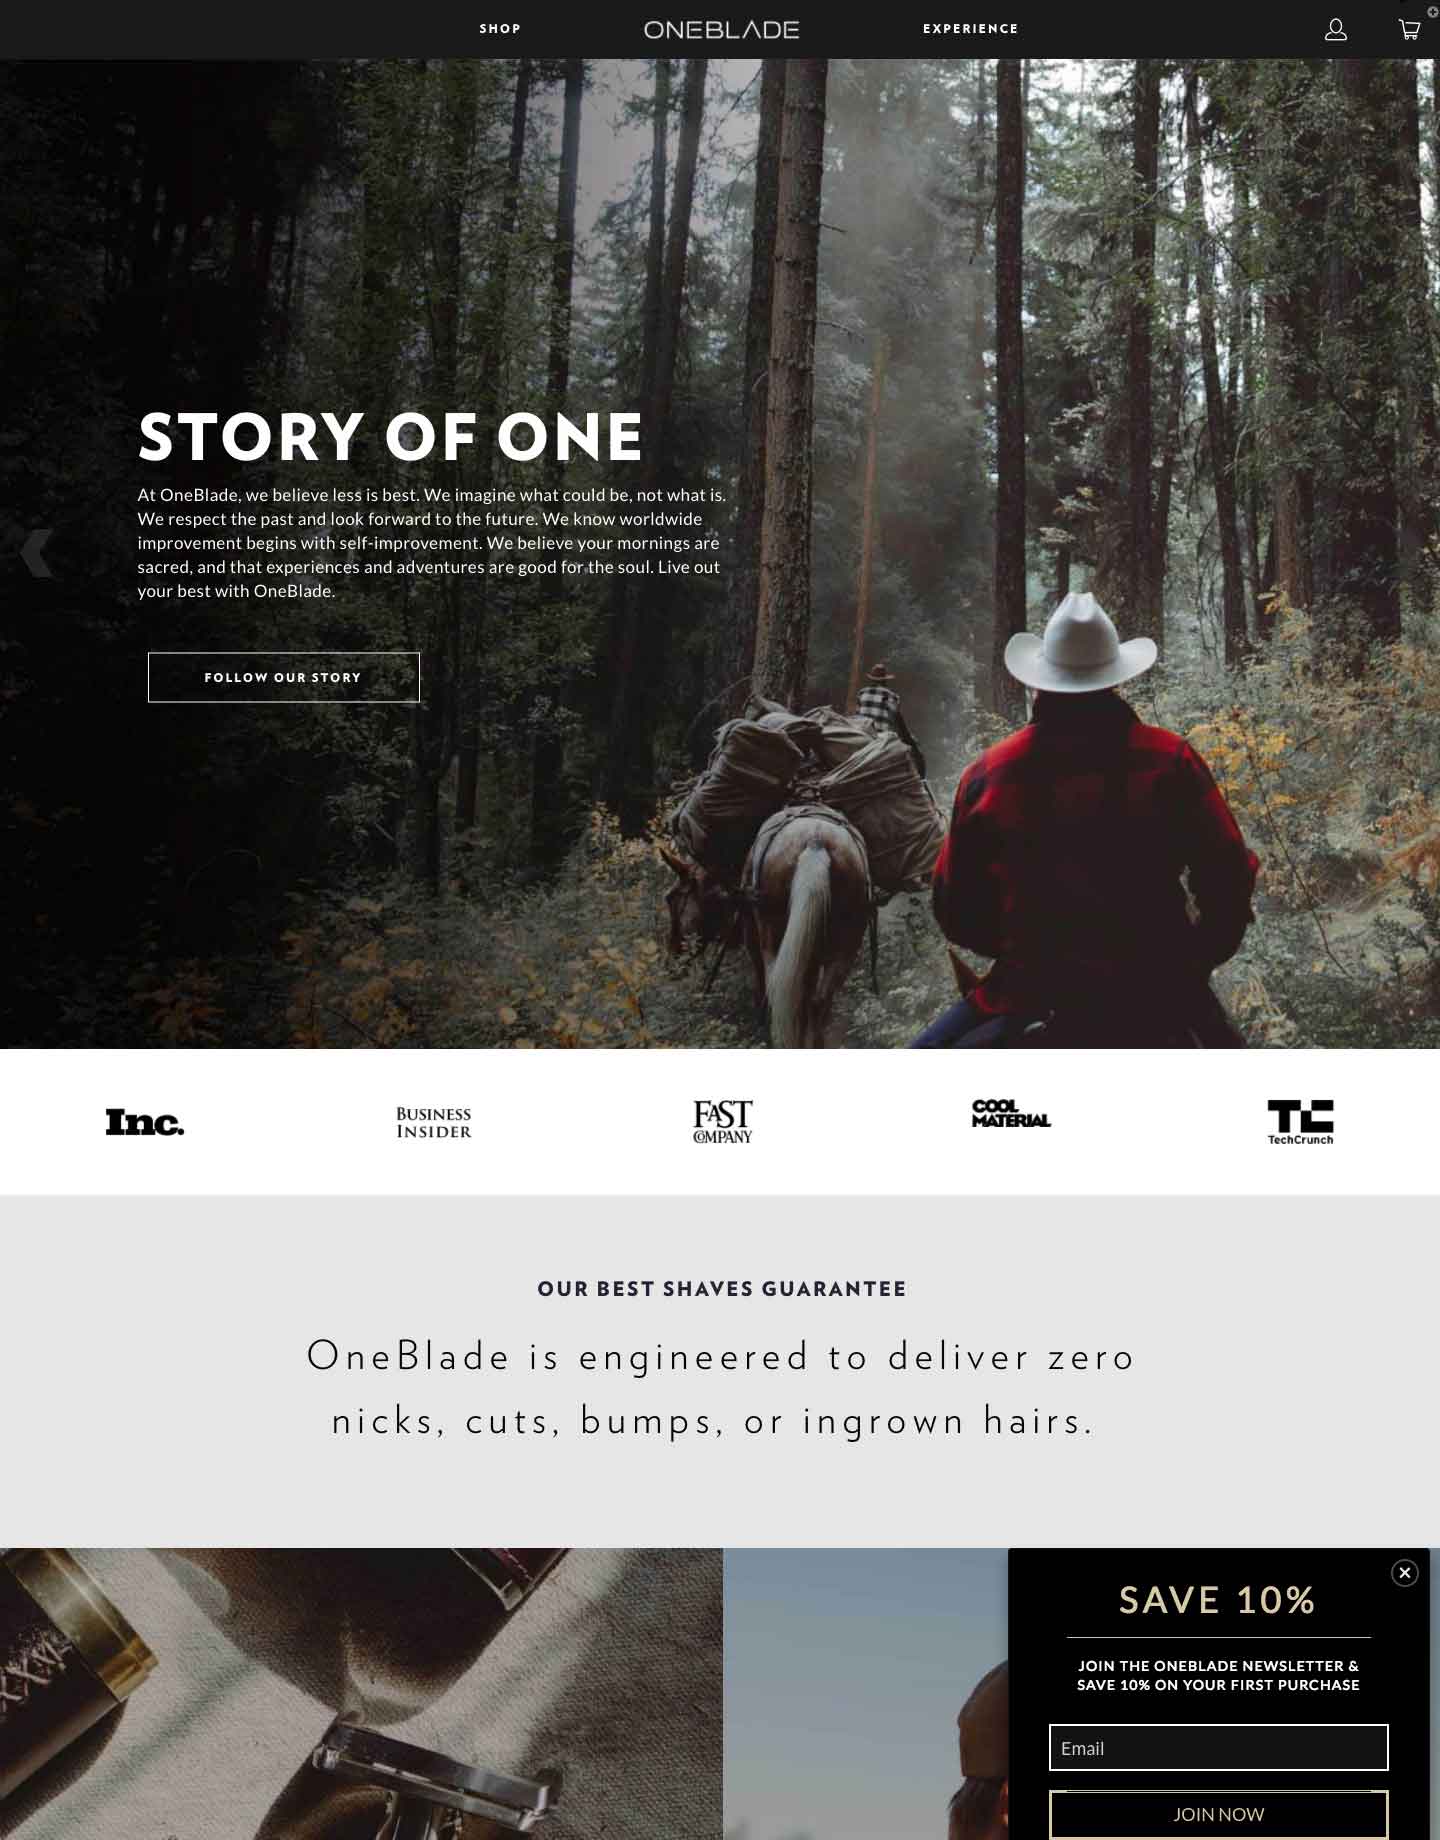 SHOP
ONEBLADE
EXPERIENCE
STORY OF ONE
At OneBlade, we believe less is best. We imagine what could be, not what is.
We respect the past and look forward to the future. We know worldwide
improvement begins with self-improvement. We believe your mornings are
sacred, and that experiences and adventures are good for the soul. Live out
your best with OneBlade.
FOLLOW OUR STORY
Inc.
BUSINESS
INSIDER
FAST
COMPANY
COOL
MATERIAL
TC
TechCrunch
OUR BEST SHAVES GUARANTEE
OneBlade is engineered to deliver zero
nicks, cuts, bumps, or ingrown hairs.
SAVE 10%
JOIN THE ONEBLADE NEWSLETTER &
SAVE 10% ON YOUR FIRST PURCHASE
Email
JOIN NOW